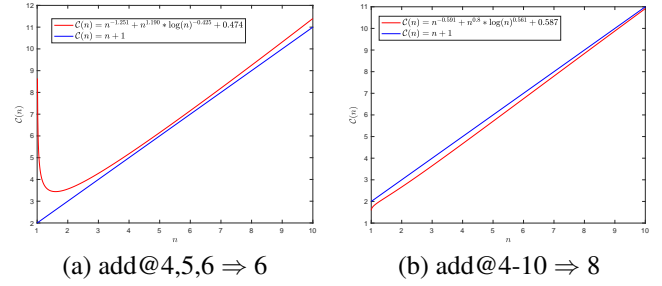 12
11
10
9
8
7
6
5
4
3
2
C(n)
C(n) = n^{-1.251} + n^{1.190} * log(n)^{-0.425} + 0.474
C(n) = n + 1
1 2 3 4 5 6 7 8 9 10
n
(a) add@4,5,6 ⇒ 6
11
10
9
8
7
6
5
4
3
2
1
C(n)
C(n) = n^{-0.591} + n^{0.8} * log(n)^{0.561} + 0.587
C(n) = n + 1
1 2 3 4 5 6 7 8 9 10
n
(b) add@4-10 ⇒ 8